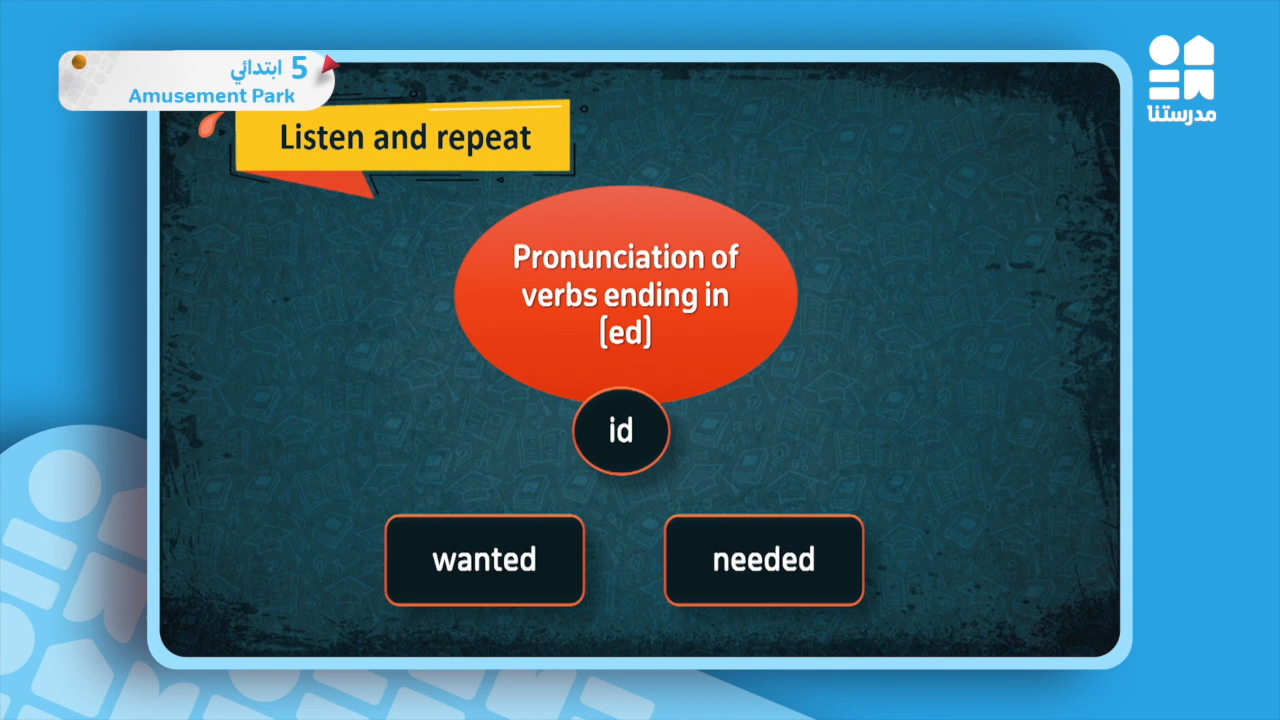 5 ابتدائي
Amusement Park
مدرستنا
Listen and repeat
Pronunciation of
verbs ending in
[ed]
id
wanted
needed